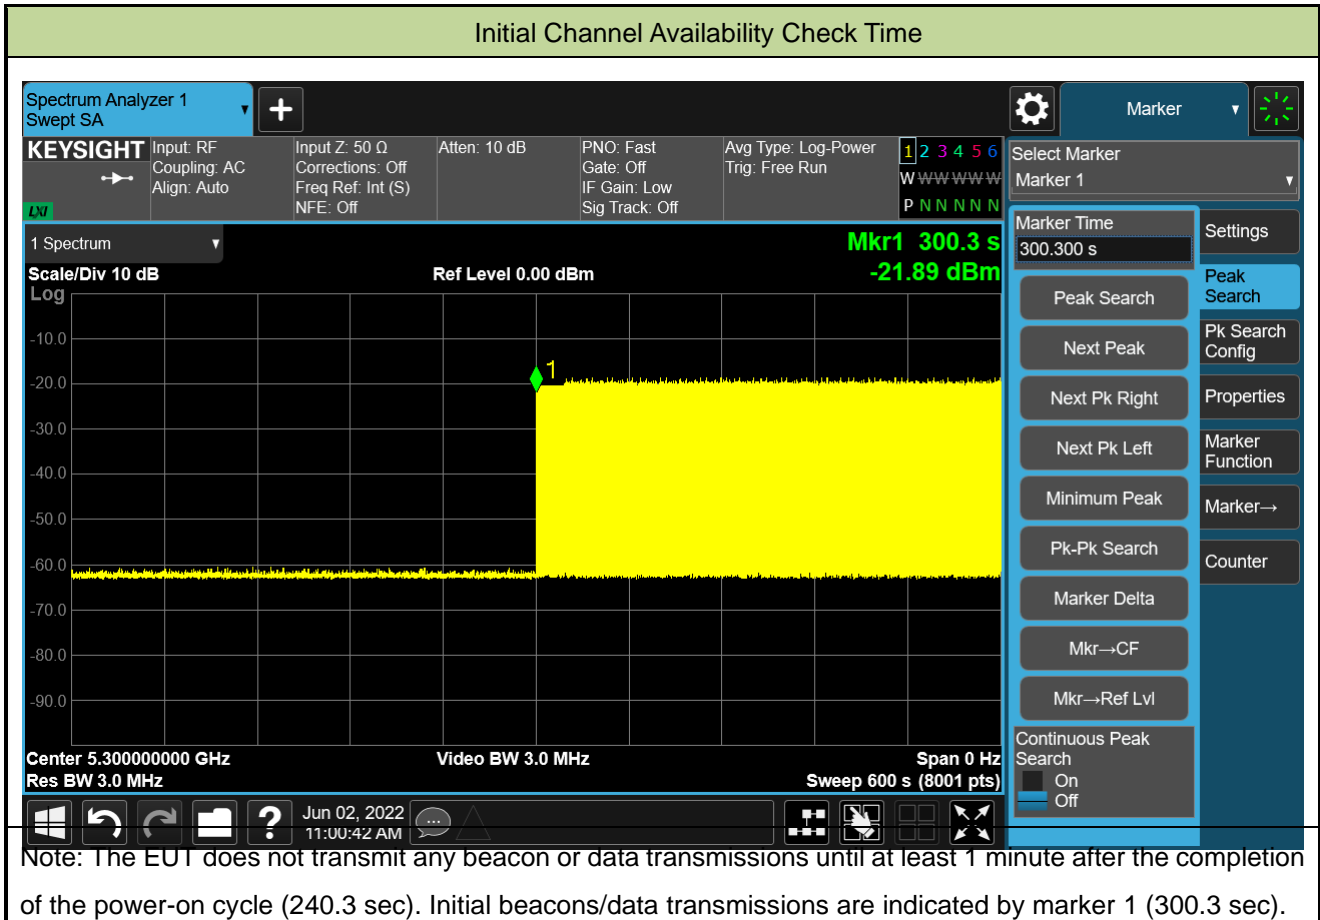 Initial Channel Availability Check Time
Spectrum Analyzer 1
Swept SA
Marker
KEYSIGHT
LXI
Input: RF
Coupling: AC
Align: Auto
Input Z: 50 Ω
Corrections: Off
Freq Ref: Int (S)
NFE: Off
Atten: 10 dB
PNO: Fast
Gate: Off
IF Gain: Low
Sig Track: Off
Avg Type: Log-Power
Trig: Free Run
1 2 3 4 5 6
W W W W W W
P N N N N N
Select Marker
Marker 1
1 Spectrum
Mkr1 300.3 s
-21.89 dBm
Scale/Div 10 dB
Ref Level 0.00 dBm
Log
-10.0
-20.0
-30.0
-40.0
-50.0
-60.0
-70.0
-80.0
-90.0
1
Center 5.300000000 GHz
Video BW 3.0 MHz
Span 0 Hz
Res BW 3.0 MHz
Sweep 600 s (8001 pts)
Marker Time
300.300 s
Peak Search
Next Peak
Next Pk Right
Next Pk Left
Minimum Peak
Pk-Pk Search
Marker Delta
Mkr→CF
Mkr→Ref Lvl
Continuous Peak
Search
On
Off
Settings
Peak
Search
Pk Search
Config
Properties
Marker
Function
Marker→
Counter
?
Jun 02, 2022
11:00:42 AM
Note: The EUT does not transmit any beacon or data transmissions until at least 1 minute after the completion
of the power-on cycle (240.3 sec). Initial beacons/data transmissions are indicated by marker 1 (300.3 sec).